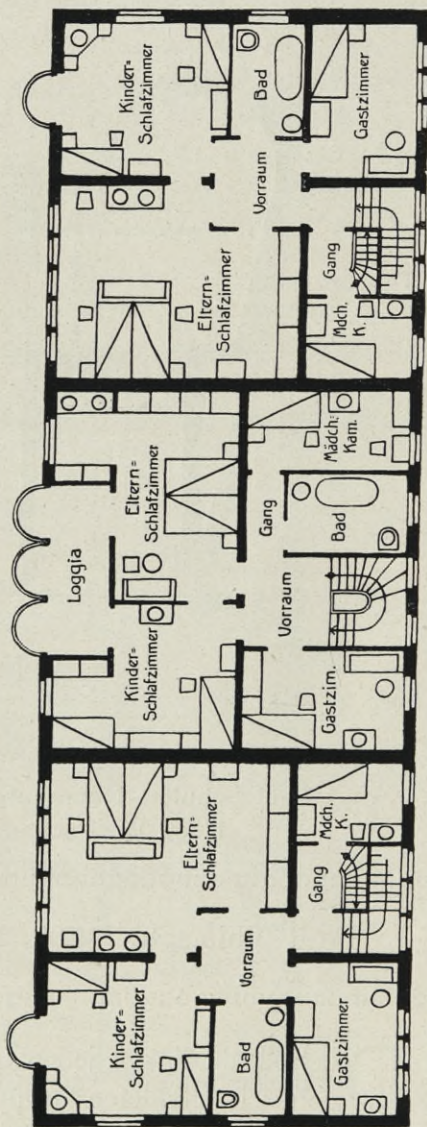 Kinder=
Schlafzimmer
Eltern=
Schlafzimmer
Bad
Vorraum
Gastzimmer
Gang
Mdch.
K.
Loggia
Kinder=
Schlafzimmer
Eltern=
Schlafzimmer
Vorraum
Gang
Gastzim.
Bad
Mädch:
Kam.
Eltern=
Schlafzimmer
Kinder=
Schlafzimmer
Vorraum
Bad
Mdch.
K.
Gang
Gastzimmer